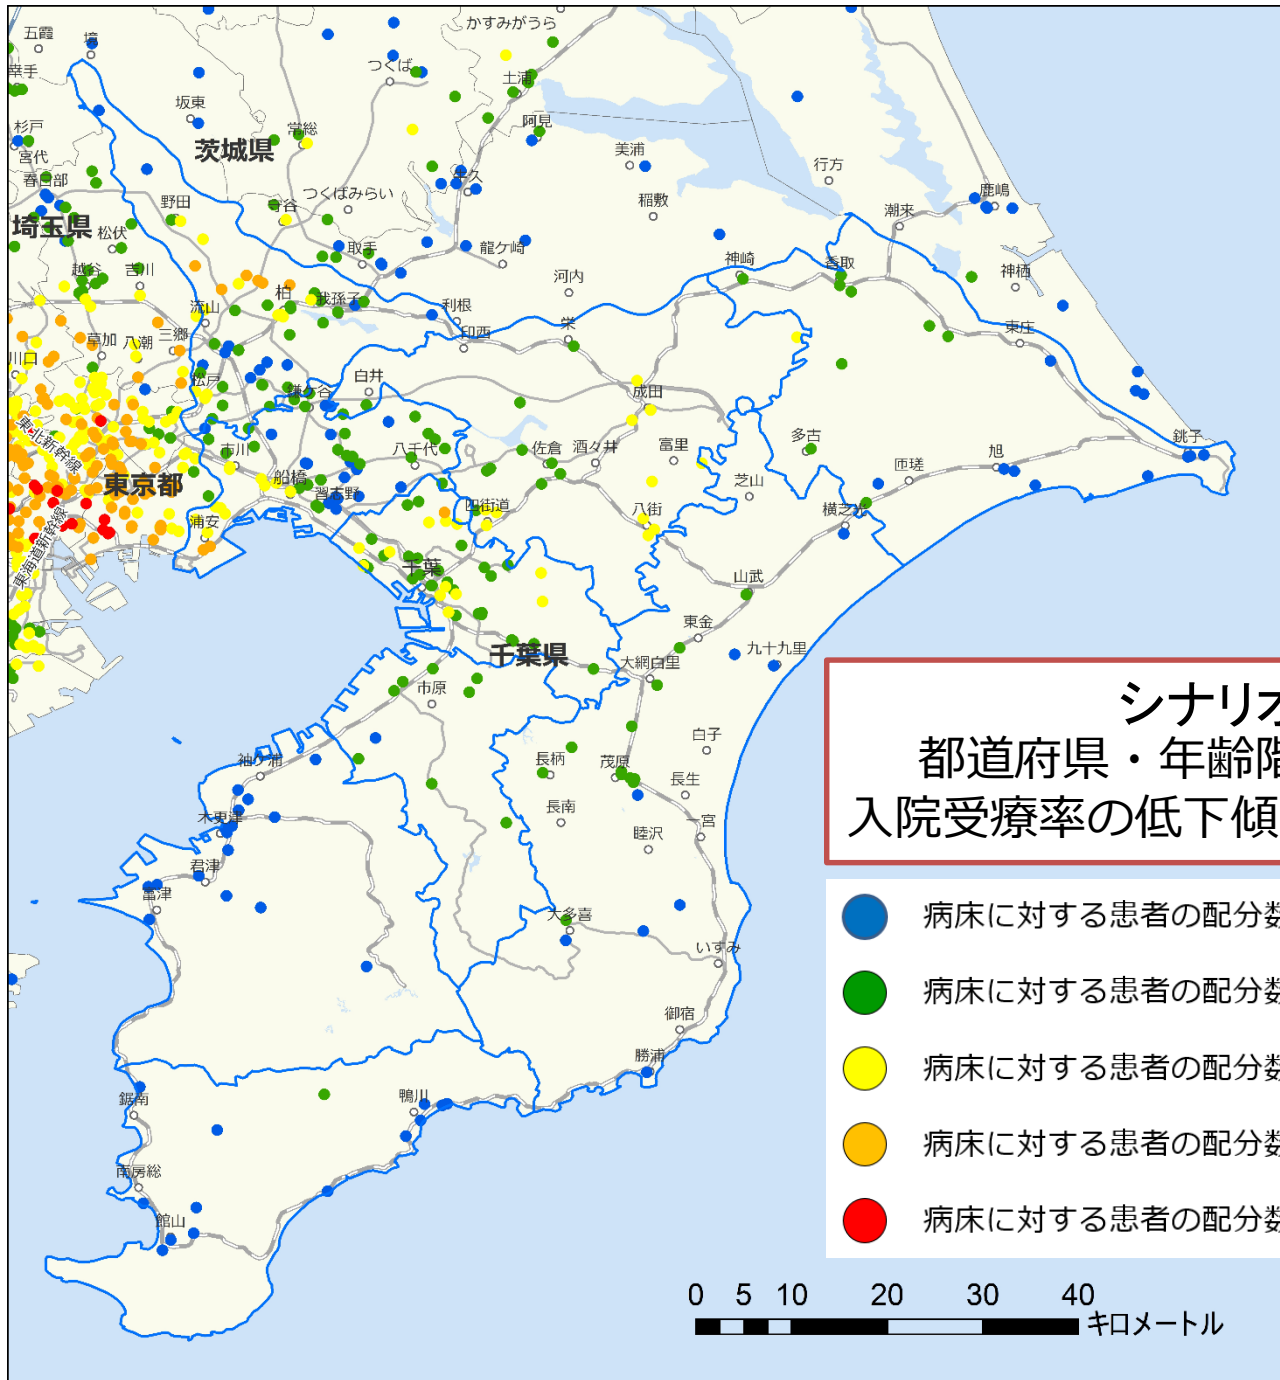 かすみがうら
五霞
境
つくば
幸手
土浦
坂東
杉戸
常総
阿見
茨城県
宮代
美浦
行方
春日部
牛久
鹿嶋
つくばみらい
野田
守谷
稲敷
潮来
埼玉県
松伏
取手
龍ケ崎
神崎
香取
越谷
吉川
河内
神栖
柏
我孫子
流山
利根
栄
東庄
草加
八潮
三郷
印西
川口
松戸
鎌ケ谷
白井
成田
東北新幹線
市川
八千代
佐倉
酒々井
富里
多古
旭
銚子
匝瑳
東京都
船橋
習志野
芝山
四街道
八街
横芝光
浦安
東海道新幹線
千葉
山武
東金
千葉県
大網白里
九十九里
市原
白子
袖ケ浦
長柄
茂原
長生
木更津
長南
一宮
睦沢
君津
富津
大多喜
いすみ
御宿
勝浦
鋸南
鴨川
南房総
館山
シナリオ
都道府県・年齢階
入院受療率の低下傾
病床に対する患者の配分数
病床に対する患者の配分数
病床に対する患者の配分数
病床に対する患者の配分数
病床に対する患者の配分数
0 5 10 20 30 40
キロメートル